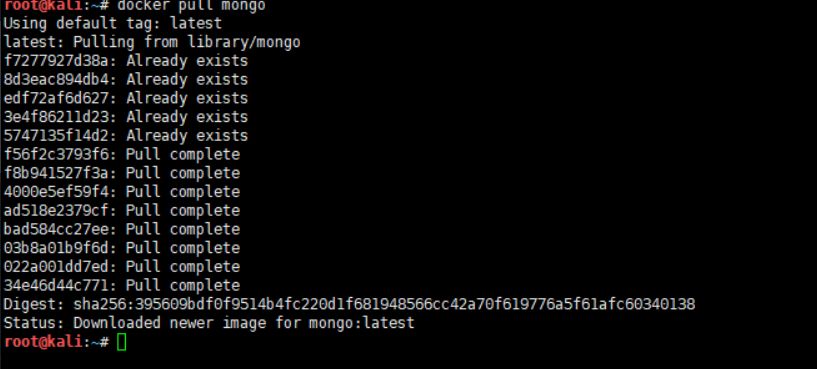 root@kali:~# docker pull mongo
Using default tag: latest
latest: Pulling from library/mongo
f7277927d38a: Already exists
8d3eac894db4: Already exists
edf72af6d627: Already exists
3e4f86211d23: Already exists
5747135f14d2: Already exists
f56f2c3793f6: Pull complete
f8b941527f3a: Pull complete
4000e5ef59f4: Pull complete
ad518e2379cf: Pull complete
bad584cc27ee: Pull complete
03b8a01b9f6d: Pull complete
022a001dd7ed: Pull complete
34e46d44c771: Pull complete
Digest: sha256:395609bdf0f9514b4fc220d1f681948566cc42a70f619776a5f61afc60340138
Status: Downloaded newer image for mongo:latest
root@kali:~#